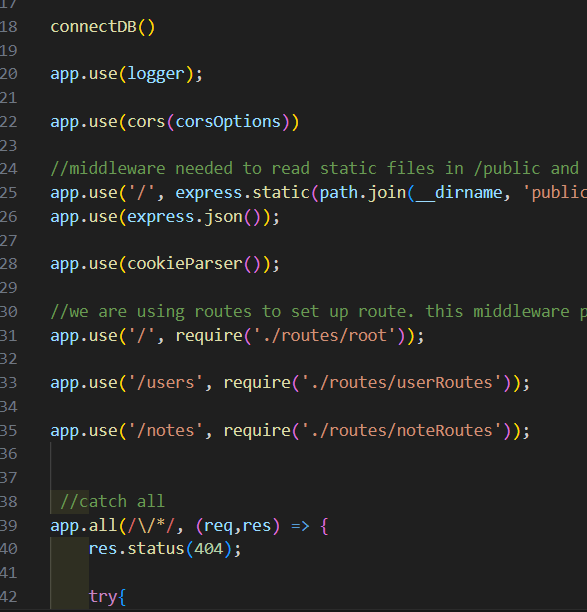 17
18 connectDB()
19
20 app.use(logger);
21
22 app.use(cors(corsOptions))
23
24 //middleware needed to read static files in /public and
25 app.use('/', express.static(path.join(__dirname, 'public
26 app.use(express.json());
27
28 app.use(cookieParser());
29
30 //we are using routes to set up route. this middleware p
31 app.use('/', require('./routes/root'));
32
33 app.use('/users', require('./routes/userRoutes'));
34
35 app.use('/notes', require('./routes/noteRoutes'));
36
37
38 //catch all
39 app.all(/\/*/, (req,res) => {
40 res.status(404);
41
42 try{